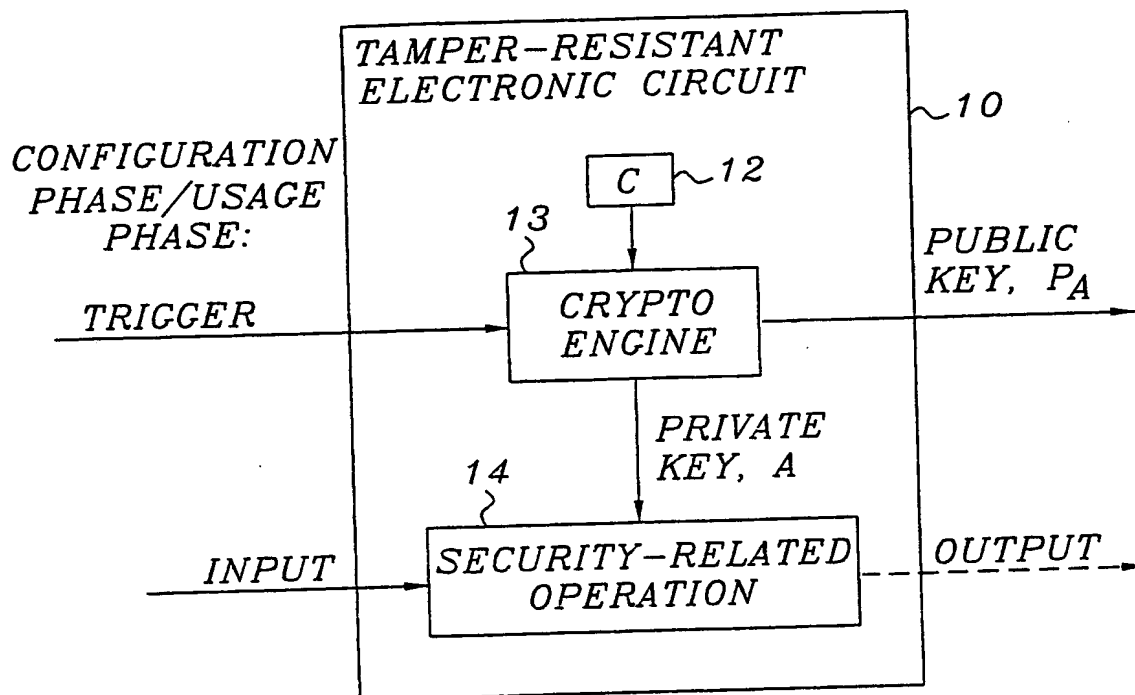 TAMPER-RESISTANT
ELECTRONIC CIRCUIT
10
CONFIGURATION
PHASE/USAGE
PHASE:
C
12
13
PUBLIC
KEY, PA
TRIGGER
CRYPTO
ENGINE
PRIVATE
KEY, A
14
INPUT
SECURITY-RELATED
OPERATION
OUTPUT